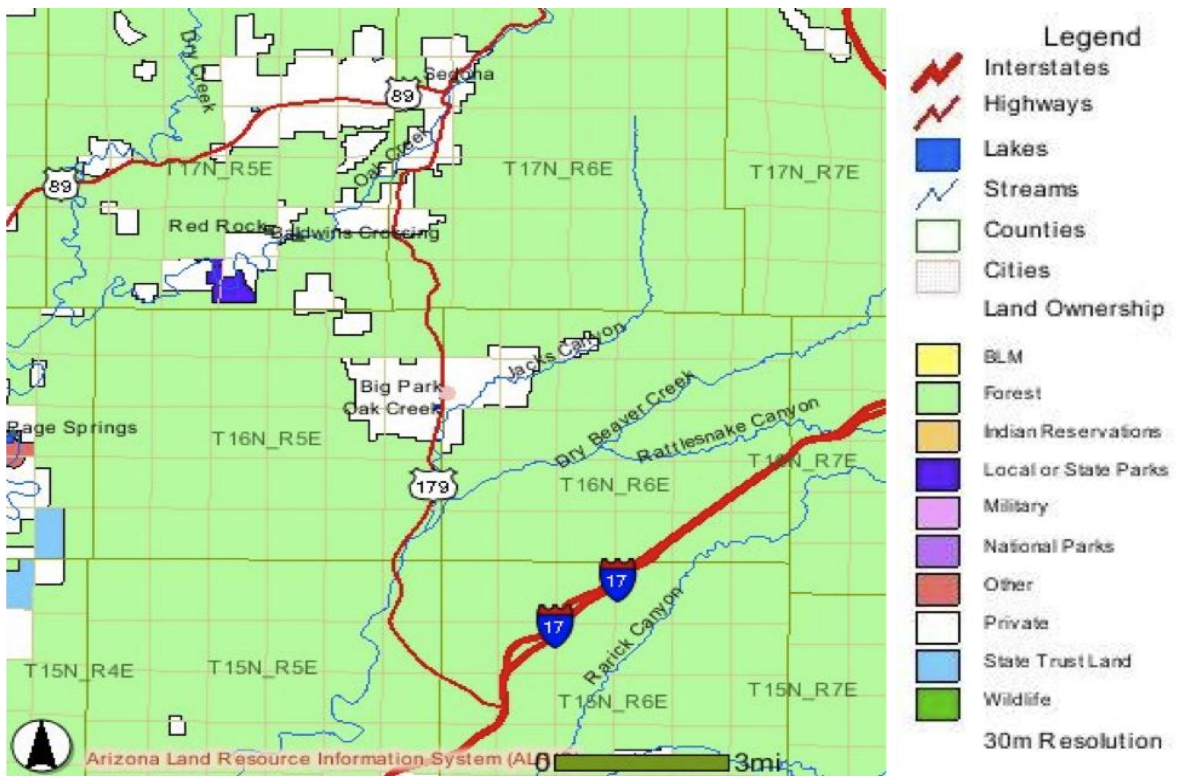 Legend
Interstates
Highways
Lakes
Streams
Counties
Cities
Land Ownership
BLM
Forest
Indian Reservations
Local or State Parks
Military
National Parks
Other
Private
State Trust Land
Wildlife
30m Resolution
Dry Creek
Sedona
89
Oak Creek
T17N_R5E
T17N_R6E
T17N_R7E
89
Red Rock
Baldwins Crossing
Jacks Canyon
Big Park
Oak Creek
Dry Beaver Creek
Rattlesnake Canyon
Page Springs
T16N_R5E
T16N_R7E
179
T16N_R6E
17
17
Rarick Canyon
T15N_R4E
T15N_R5E
T15N_R6E
T15N_R7E
Arizona Land Resource Information System (AL
0
3mi